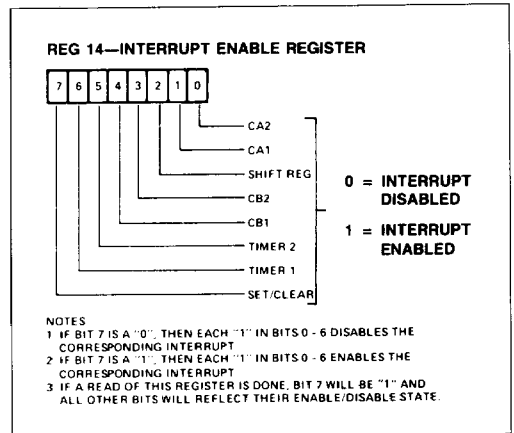 REG 14—INTERRUPT ENABLE REGISTER
7 6 5 4 3 2 1 0
CA2
CA1
SHIFT REG
CB2
CB1
TIMER 2
TIMER 1
SET/CLEAR
0 = INTERRUPT
DISABLED
1 = INTERRUPT
ENABLED
NOTES
1 IF BIT 7 IS A "0", THEN EACH "1" IN BITS 0 - 6 DISABLES THE
CORRESPONDING INTERRUPT
2 IF BIT 7 IS A "1", THEN EACH "1" IN BITS 0 - 6 ENABLES THE
CORRESPONDING INTERRUPT
3 IF A READ OF THIS REGISTER IS DONE, BIT 7 WILL BE "1" AND
ALL OTHER BITS WILL REFLECT THEIR ENABLE/DISABLE STATE.